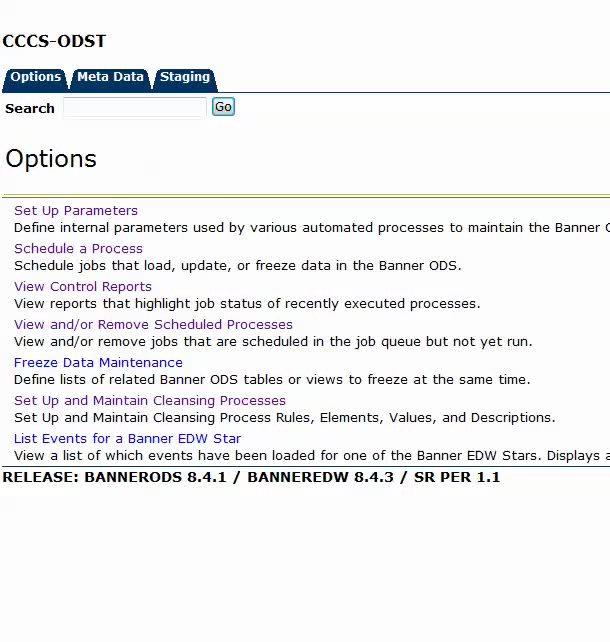 CCCS-ODST
Options Meta Data Staging
Search Go
Options
Set Up Parameters
Define internal parameters used by various automated processes to maintain the Banner
Schedule a Process
Schedule jobs that load, update, or freeze data in the Banner ODS.
View Control Reports
View reports that highlight job status of recently executed processes.
View and/or Remove Scheduled Processes
View and/or remove jobs that are scheduled in the job queue but not yet run.
Freeze Data Maintenance
Define lists of related Banner ODS tables or views to freeze at the same time.
Set Up and Maintain Cleansing Processes
Set Up and Maintain Cleansing Process Rules, Elements, Values, and Descriptions.
List Events for a Banner EDW Star
View a list of which events have been loaded for one of the Banner EDW Stars. Displays
RELEASE: BANNERODS 8.4.1 / BANNEREDW 8.4.3 / SR PER 1.1